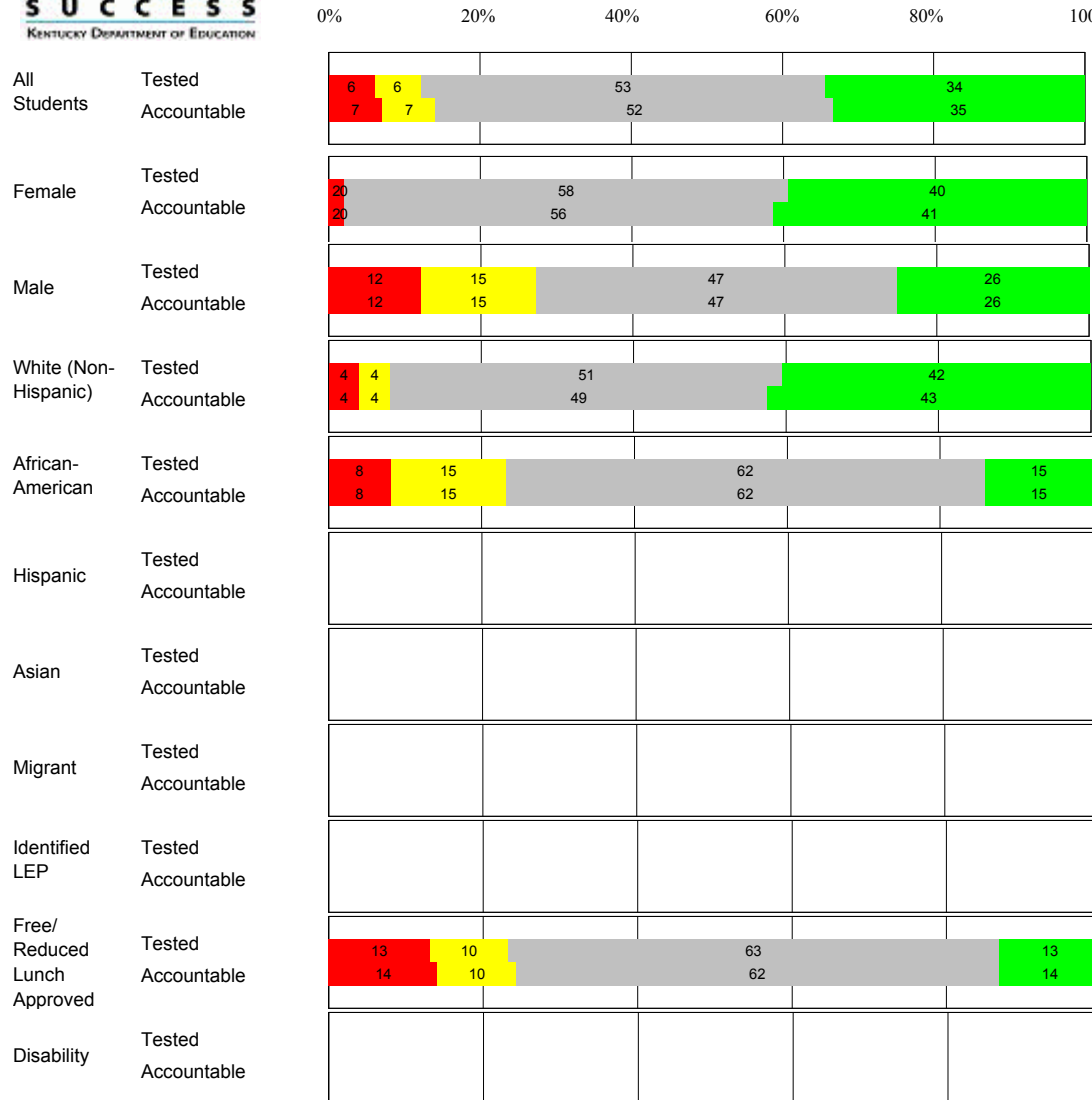 SUCCESS
KENTUCKY DEPARTMENT OF EDUCATION
0% 20% 40% 60% 80% 100
All Students
Tested 6 6 53 34
Accountable 7 7 52 35
Female
Tested 20 58 40
Accountable 20 56 41
Male
Tested 12 15 47 26
Accountable 12 15 47 26
White (Non-
Hispanic)
Tested 4 4 51 42
Accountable 4 4 49 43
African-
American
Tested 8 15 62 15
Accountable 8 15 62 15
Hispanic
Tested
Accountable
Asian
Tested
Accountable
Migrant
Tested
Accountable
Identified
LEP
Tested
Accountable
Free/
Reduced
Lunch
Approved
Tested 13 10 63 13
Accountable 14 10 62 14
Disability
Tested
Accountable